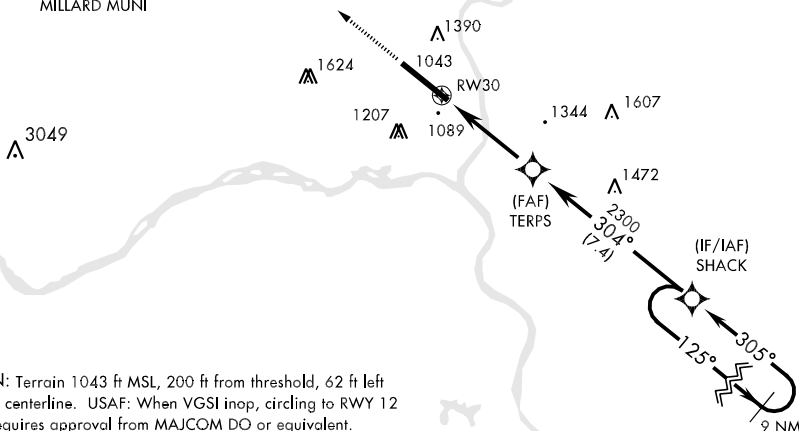 MILLARD MUNI
1390
1043
1624
RW30
1607
1344
1207
1089
3049
1472
(FAF)
TERPS
2300
304°
(7.4)
(IF/IAF)
SHACK
305°
125°
9 NM
N: Terrain 1043 ft MSL, 200 ft from threshold, 62 ft left
centerline. USAF: When VGSI inop, circling to RWY 12
equires approval from MAJCOM DO or equivalent.